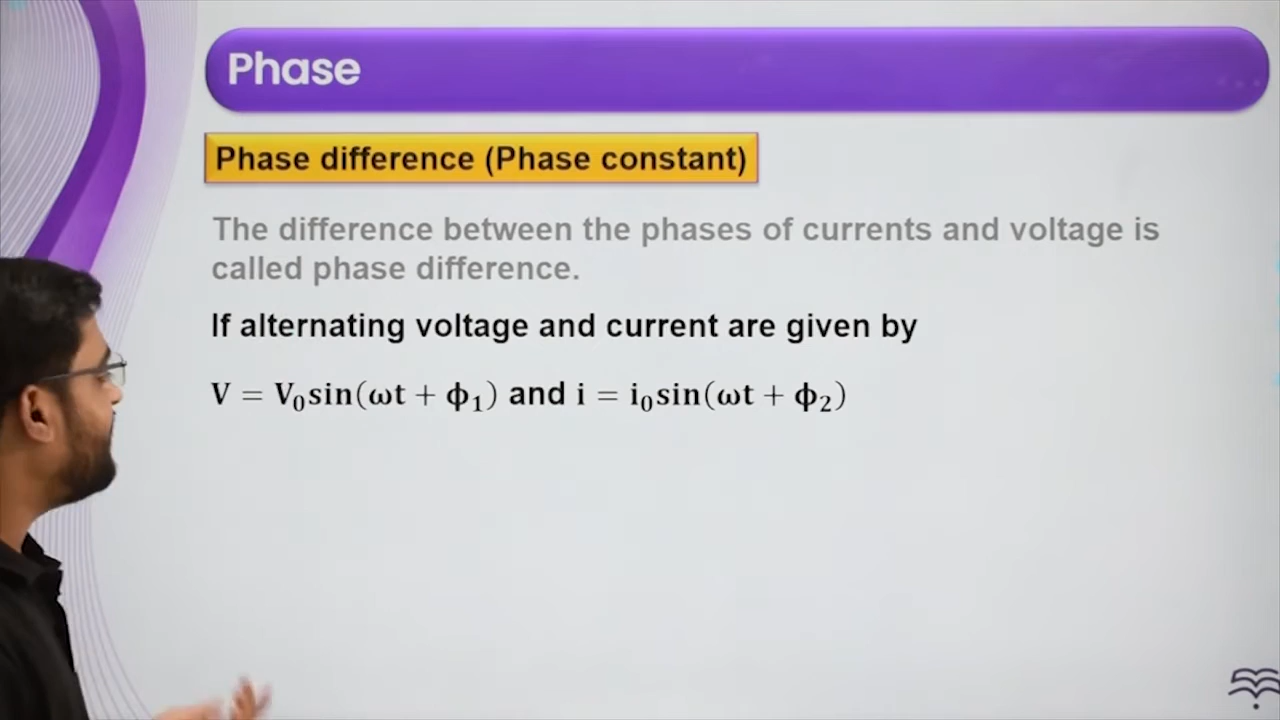 Phase
Phase difference (Phase constant)
The difference between the phases of currents and voltage is
called phase difference.
If alternating voltage and current are given by
V = V₀sin(ωt + ϕ₁) and i = i₀sin(ωt + ϕ₂)